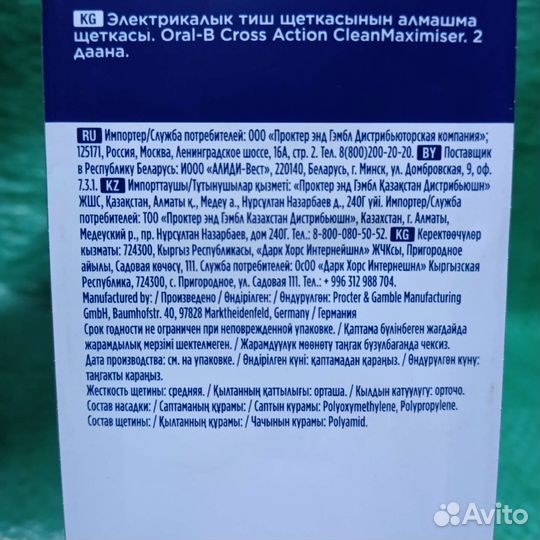 KG Электрикалык тиш щеткасынын алмашма
щеткасы. Oral-B Cross Action CleanMaximiser. 2
даана.
RU Импортер/Служба потребителей: ООО «Проктер энд Гэмбл Дистрибьюторская компания»;
125171, Россия, Москва, Ленинградское шоссе, 16А, стр. 2. Тел. 8(800)200-20-20. BY Поставщик
в Республику Беларусь: ИООО «АЛИДИ-Вест», 220140, Беларусь, г. Минск, ул. Домбровская, 9, оф.
7.3.1. KZ Импорттаушы/Тұтынушылар қызметі: «Проктер энд Гэмбл Қазақстан Дистрибьюшн»
ЖШС, Қазақстан, Алматы қ., Медеу а., Нұрсұлтан Назарбаев д., 240Г үйі. Импортер/Служба
потребителей: ТОО «Проктер энд Гэмбл Казахстан Дистрибьюшн», Казахстан, г. Алматы,
Медеуский р., пр. Нурсултан Назарбаев, дом 240Г. Тел.: 8-800-080-50-52. KG Керектөөчүлөр
кызматы: 724300, Кыргыз Республикасы, «Дарк Хорс Интернейшнл» ЖЧКсы, Пригородное
айылы, Садовая көчөсү, 111. Служба потребителей: ОсОО «Дарк Хорс Интернешнл» Кыргызская
Республика, 724300, с. Пригородное, ул. Садовая 111 Тел.: + 996 312 988 704.
Manufactured by: / Произведено / Өндірілген: / Өндүрүлгөн: Procter & Gamble Manufacturing
GmbH, Baumhofstr. 40, 97828 Marktheidenfeld, Germany / Германия
Срок годности не ограничен при неповрежденной упаковке. / Қаптама бүлінбеген жағдайда
жарамдылық мерзімі шектелмеген. / Жарамдуулук мөөнөтү таңгак бузулбаганда чексиз.
Дата производства: см. на упаковке. / Өндірілген күні: қаптамадан қараңыз. / Өндүрүлгөн күнү:
таңгакты караңыз.
Жесткость щетины: средняя. / Қылтанның қаттылығы: орташа. / Кылдын катуулугу: орточо.
Состав насадки: / Саптаманың құрамы: / Саптын курамы: Polyoxymethylene, Polypropylene.
Состав щетины: / Қылтанның құрамы: / Чачынын курамы: Polyamid.
Avito